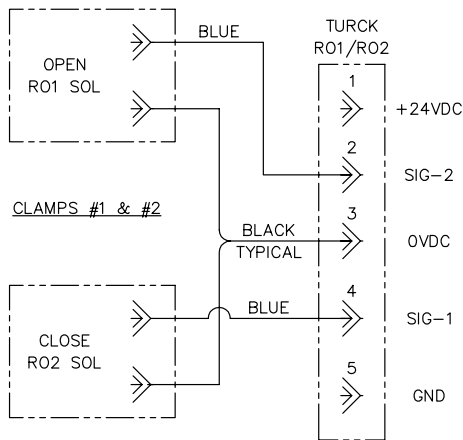 TURCK
RO1/RO2
BLUE
OPEN
RO1 SOL
1
+24VDC
2
SIG-2
CLAMPS #1 & #2
3
BLACK
TYPICAL
0VDC
4
BLUE
SIG-1
CLOSE
RO2 SOL
5
GND